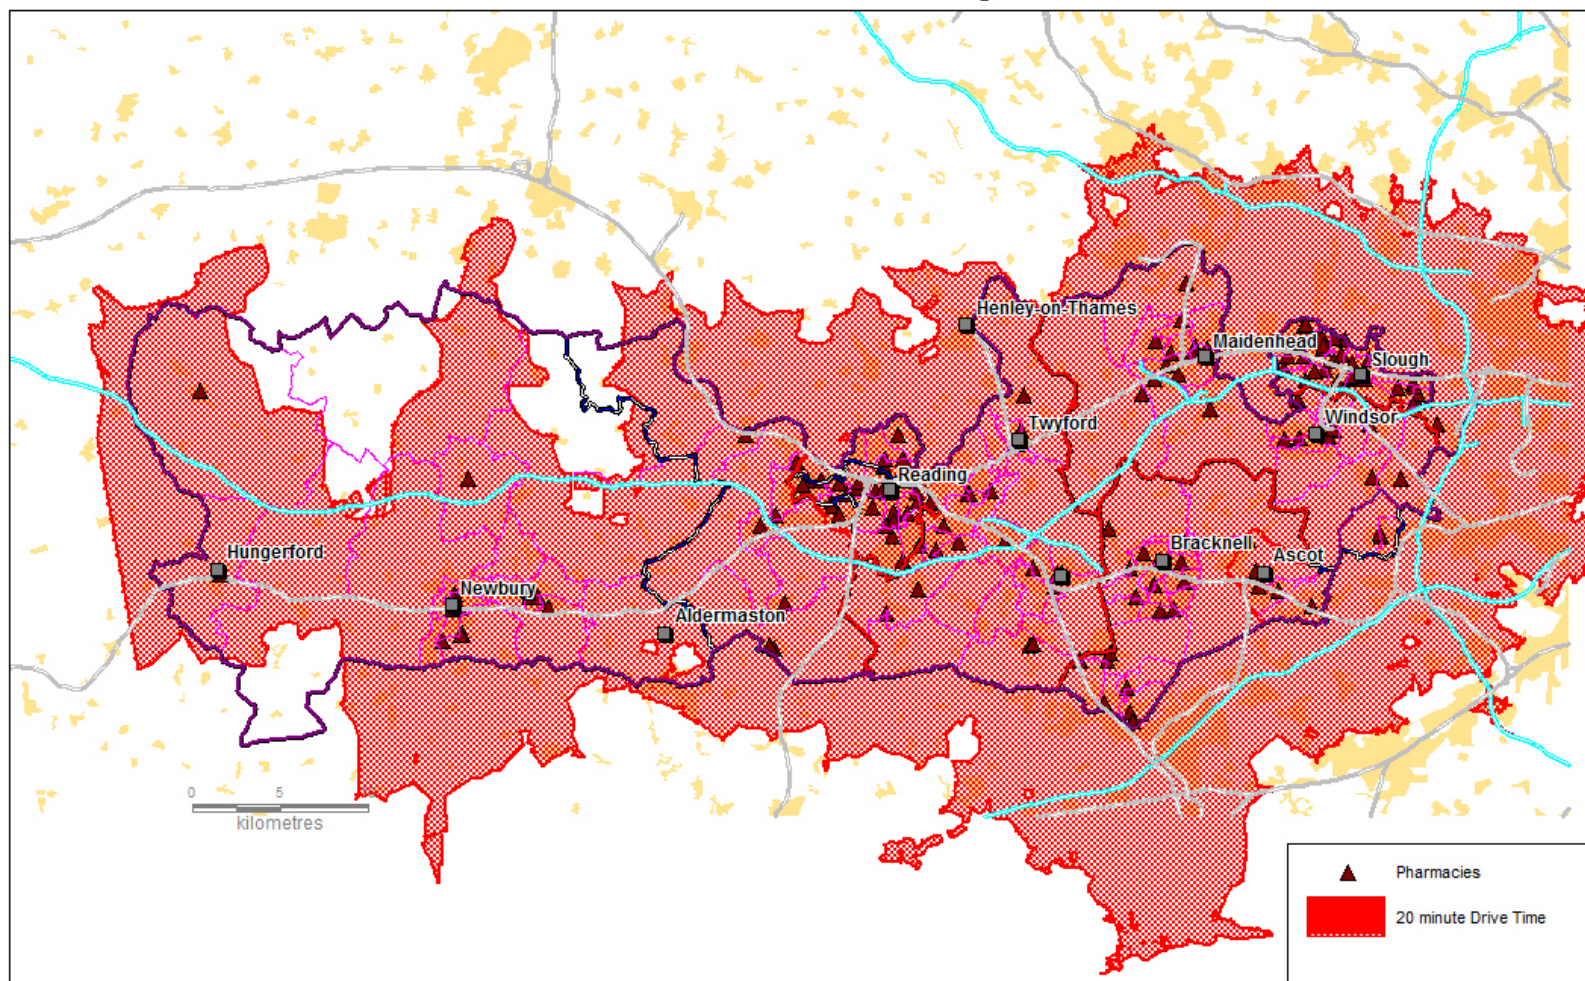 Henley-on-Thames
Maidenhead
Slough
Windsor
Twyford
Reading
Bracknell
Ascot
Hungerford
Newbury
Aldermaston
0 5
kilometres
Pharmacies
20 minute Drive Time